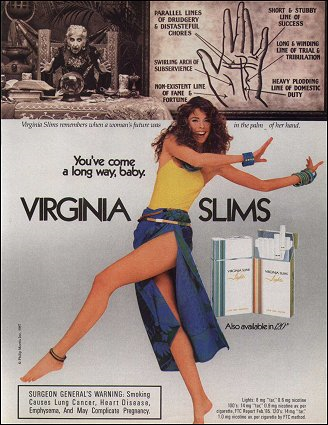 PARALLEL LINES
OF DRUDGERY
& DISTASTEFUL
CHORES
SHORT & STUBBY
LINE OF
SUCCESS
LONG & WINDING
LINE OF TRIAL &
TRIBULATION
SWIRLING ARCH OF
SUBSERVIENCE
NON-EXISTENT LINE
OF FAME &
FORTUNE
HEAVY PLODDING
LINE OF DOMESTIC
DUTY
Virginia Slims remembers when a woman's future was in the palm of her hand.
You've come
a long way, baby.
VIRGINIA SLIMS
VIRGINIA SLIMS
Lights
VIRGINIA SLIMS
Lights
Also available in 120's
© Philip Morris Inc. 1987
SURGEON GENERAL'S WARNING: Smoking
Causes Lung Cancer, Heart Disease,
Emphysema, And May Complicate Pregnancy.
Lights: 8 mg "tar," 0.6 mg nicotine
100's: 14 mg "tar," 0.9 mg nicotine av. per
cigarette, FTC Report Feb.'85. 120's: 14 mg "tar,"
1.0 mg nicotine av. per cigarette by FTC method.